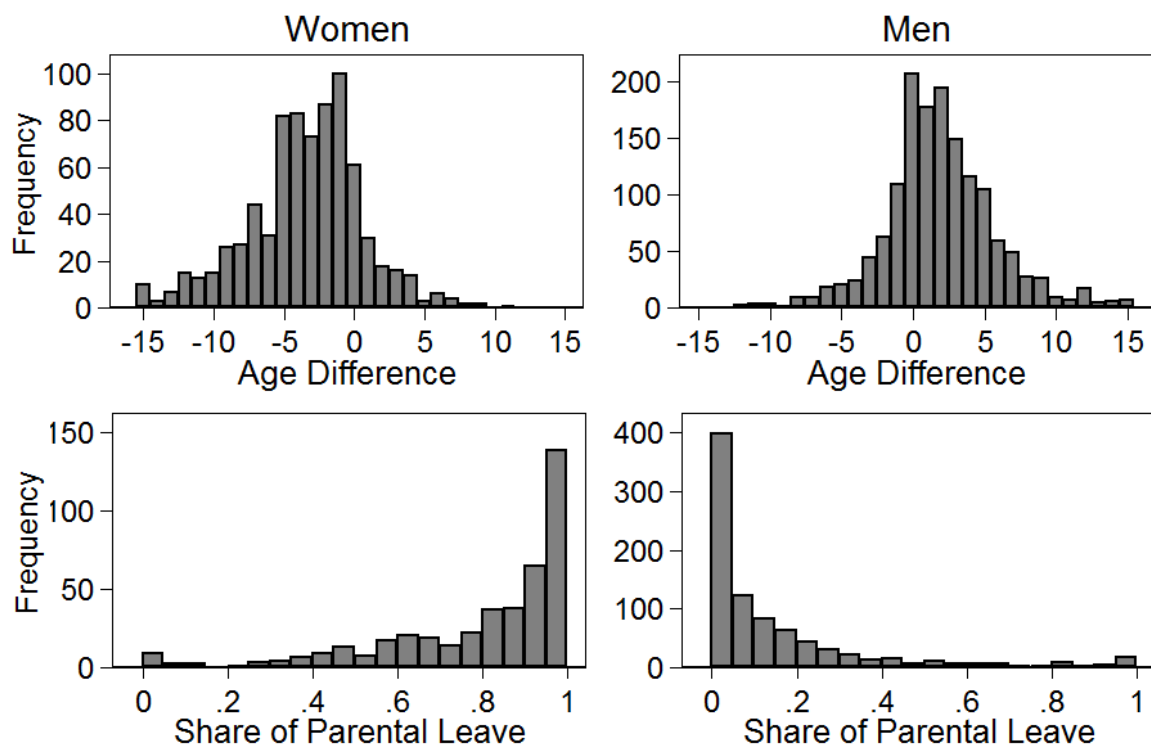 Women
Men
Frequency
100
80
60
40
20
0
-15 -10 -5 0 5 10 15
Age Difference
200
150
100
50
0
-15 -10 -5 0 5 10 15
Age Difference
Frequency
150
100
50
0
0 .2 .4 .6 .8 1
Share of Parental Leave
400
300
200
100
0
0 .2 .4 .6 .8 1
Share of Parental Leave